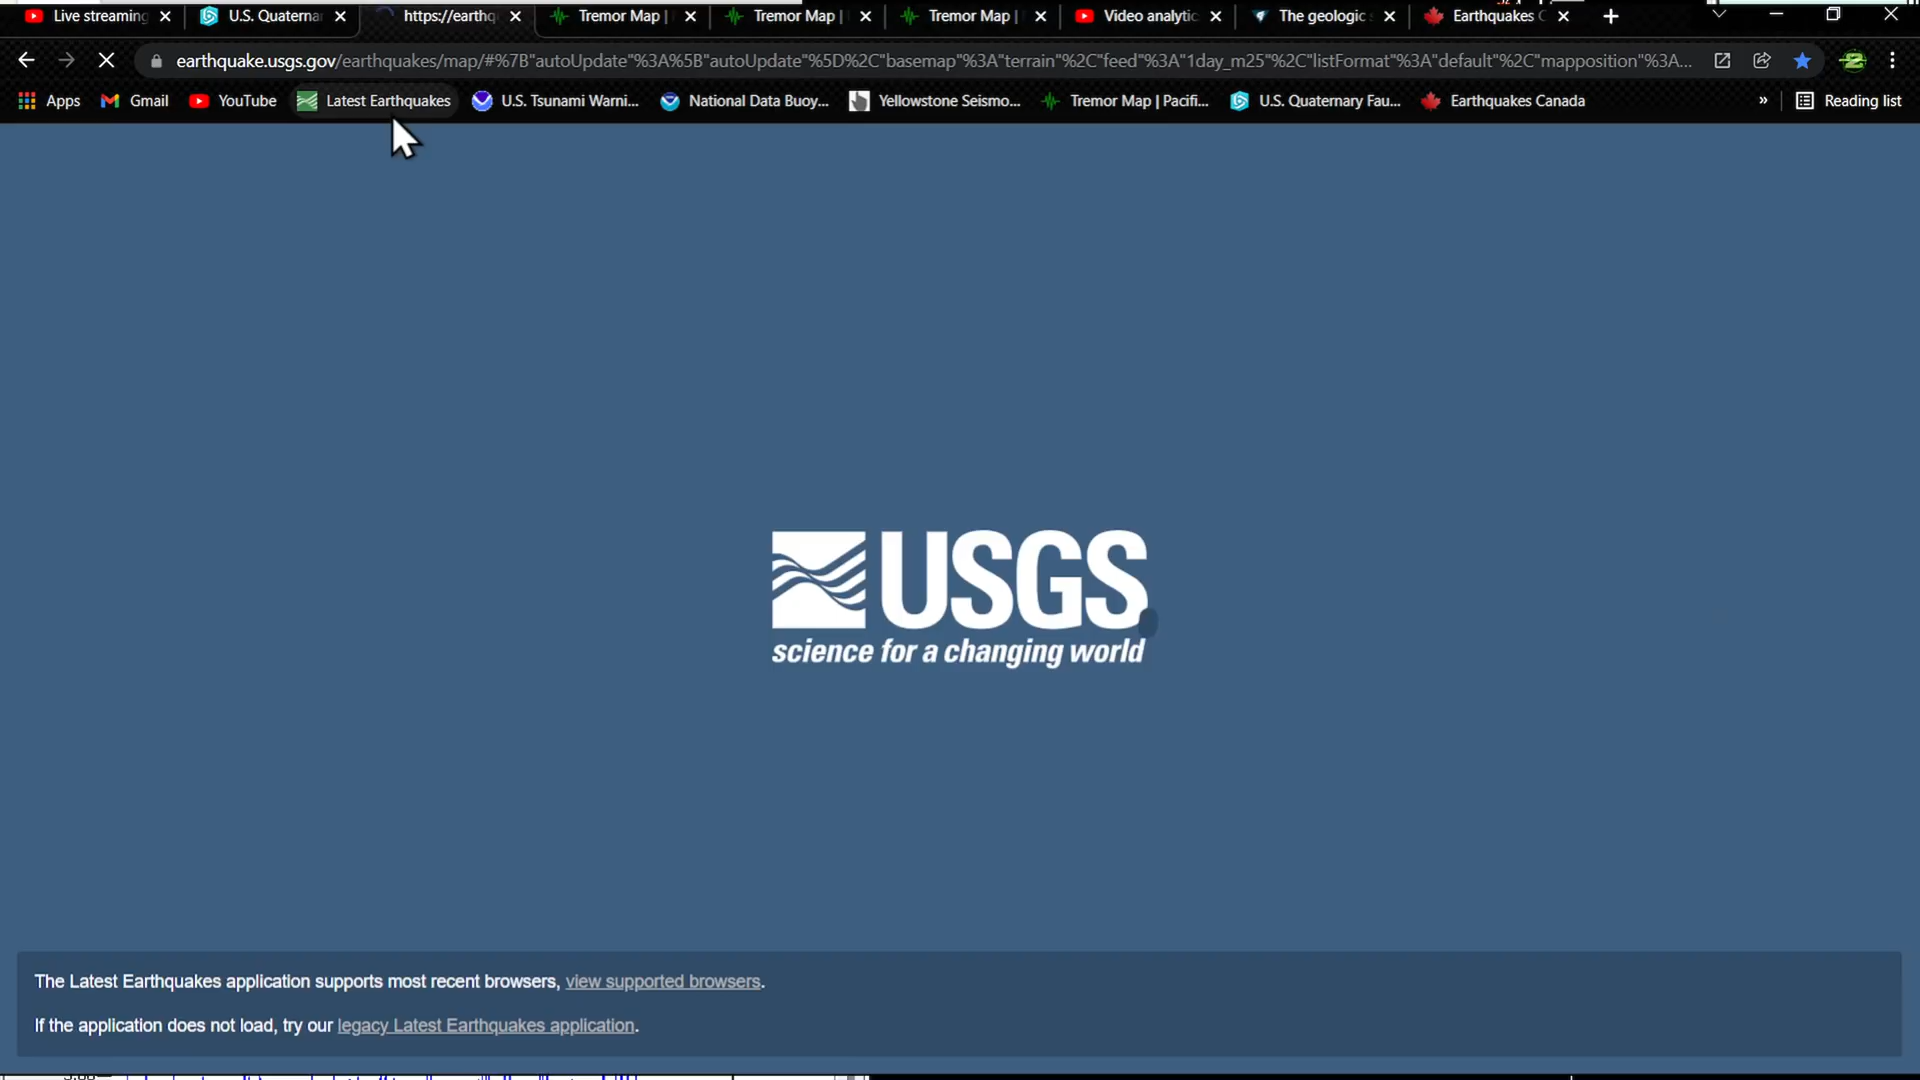 Live streaming
U.S. Quaterna
https://earthq
Tremor Map |
Tremor Map |
Tremor Map |
Video analytic
The geologic
Earthquakes C
earthquake.usgs.gov/earthquakes/map/#%7B"autoUpdate"%3A%5B"autoUpdate"%5D%2C"basemap"%3A"terrain"%2C"feed"%3A"1day_m25"%2C"listFormat"%3A"default"%2C"mapposition"%3A...
Apps
Gmail
YouTube
Latest Earthquakes
U.S. Tsunami Warni...
National Data Buoy...
Yellowstone Seismo...
Tremor Map | Pacifi...
U.S. Quaternary Fau...
Earthquakes Canada
»
Reading list
USGS
science for a changing world
The Latest Earthquakes application supports most recent browsers, view supported browsers.
If the application does not load, try our legacy Latest Earthquakes application.